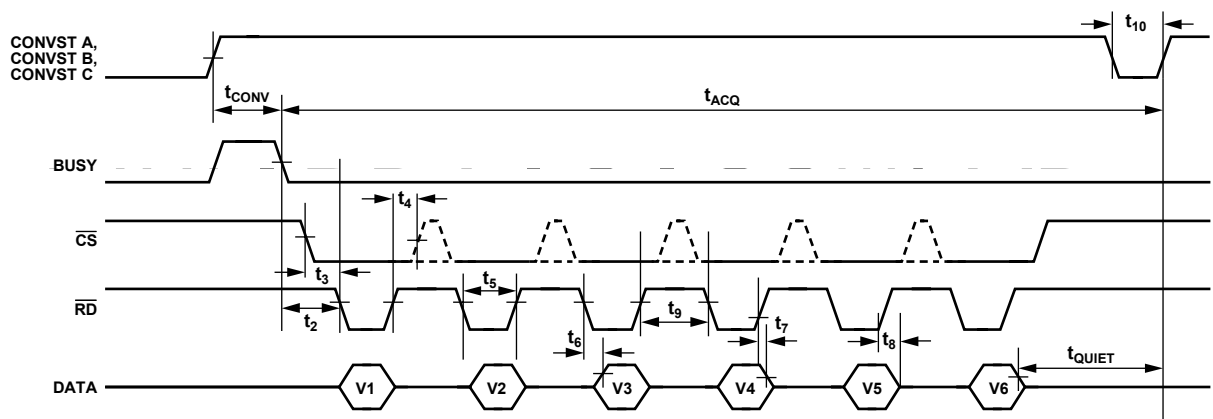 CONVST A,
CONVST B,
CONVST C
t10
tCONV
tACQ
BUSY
t4
CS
t3
t5
RD
t2
t9
t7
t6
t8
tQUIET
DATA
V1
V2
V3
V4
V5
V6